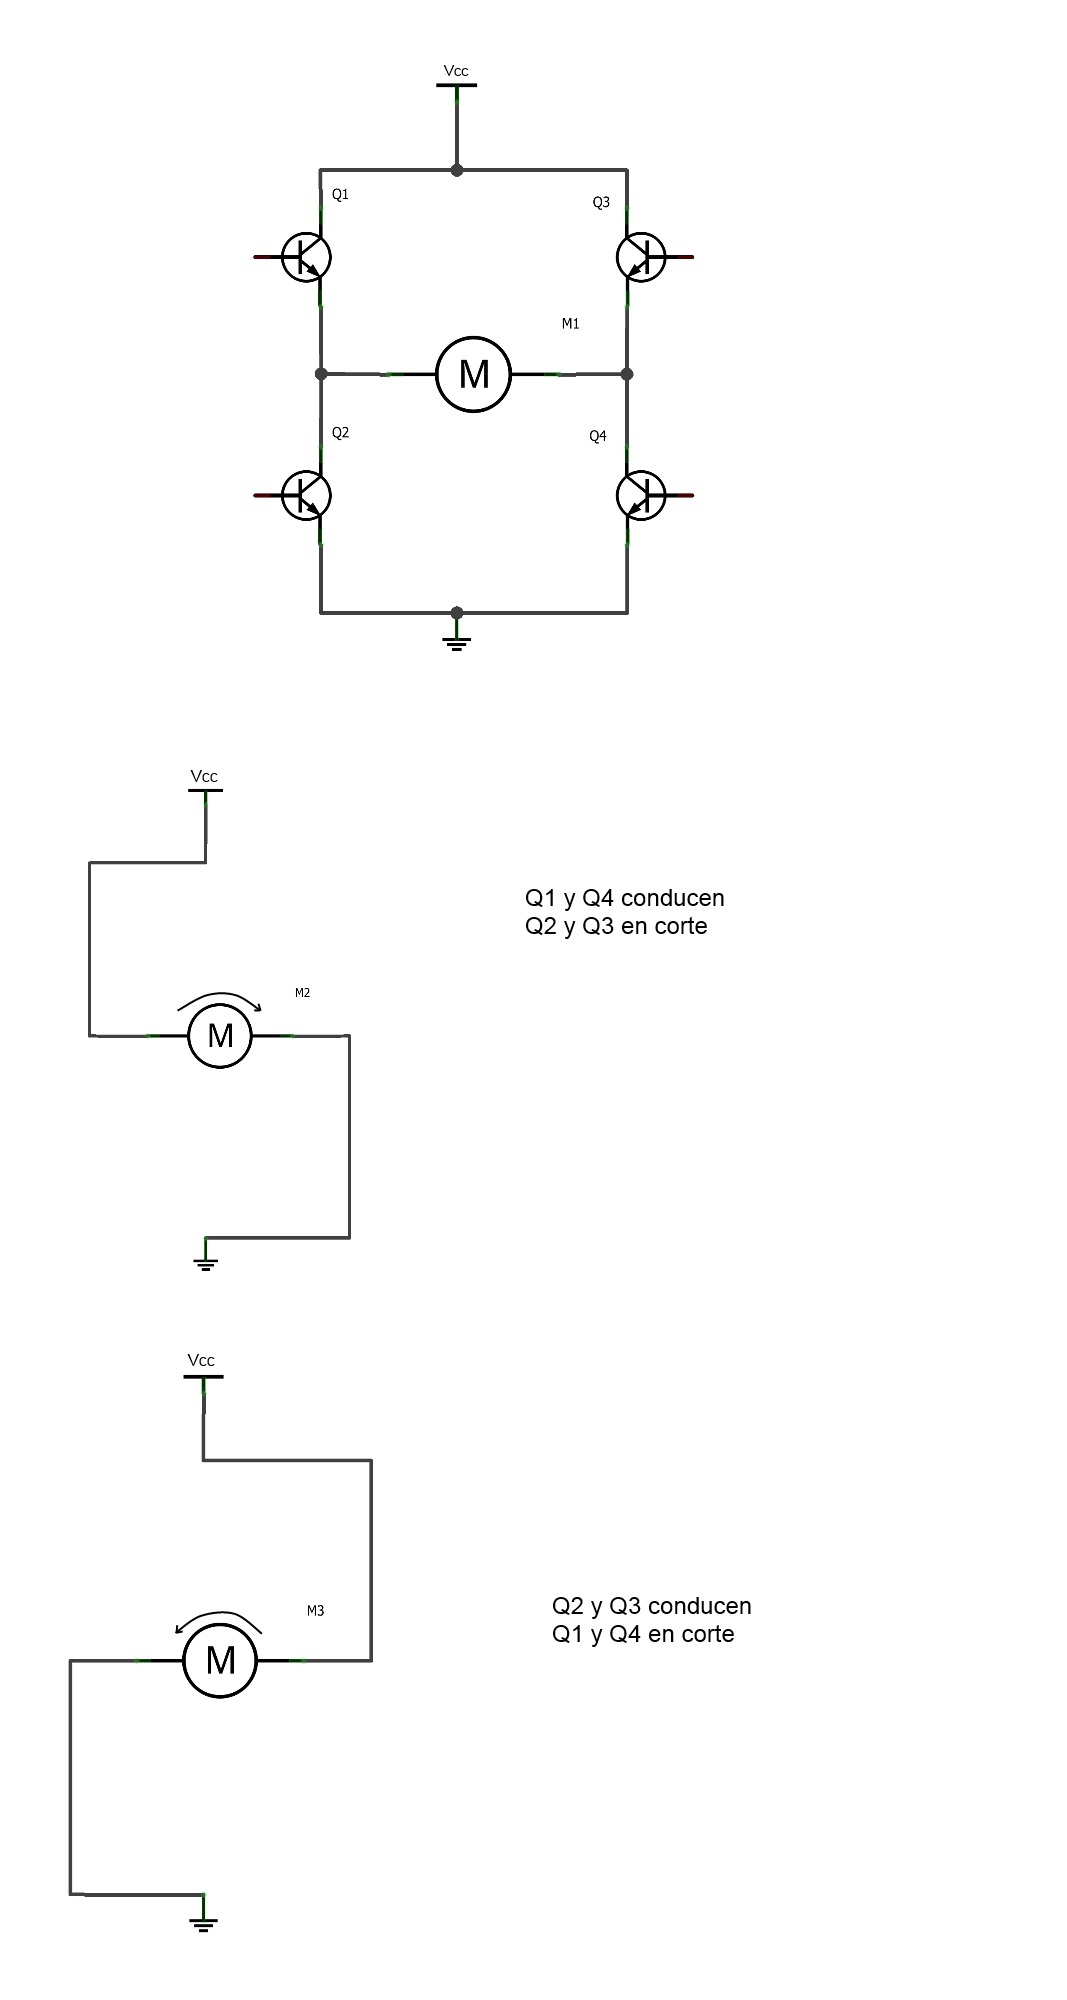 Vcc
Q1
Q3
M1
M
Q2
Q4
Vcc
Q1 y Q4 conducen
Q2 y Q3 en corte
M2
M
Vcc
Q2 y Q3 conducen
M3
Q1 y Q4 en corte
M